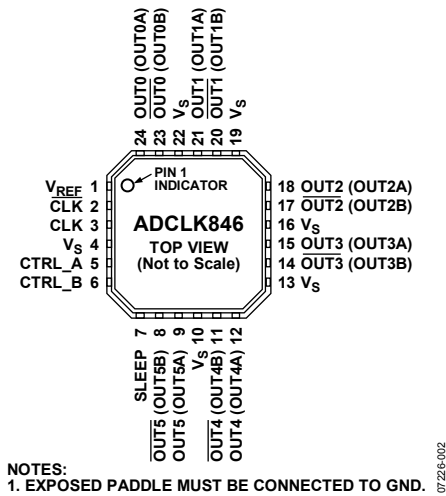 24 OUT0 (OUT0A)
23 OUT0 (OUT0B)
22 VS
21 OUT1 (OUT1A)
20 OUT1 (OUT1B)
19 VS
VREF 1
CLK 2
CLK 3
VS 4
CTRL_A 5
CTRL_B 6
PIN 1
INDICATOR
ADCLK846
TOP VIEW
(Not to Scale)
18 OUT2 (OUT2A)
17 OUT2 (OUT2B)
16 VS
15 OUT3 (OUT3A)
14 OUT3 (OUT3B)
13 VS
SLEEP 7
OUT5 (OUT5B) 8
OUT5 (OUT5A) 9
VS 10
OUT4 (OUT4B) 11
OUT4 (OUT4A) 12
NOTES:
1. EXPOSED PADDLE MUST BE CONNECTED TO GND.
07226-002